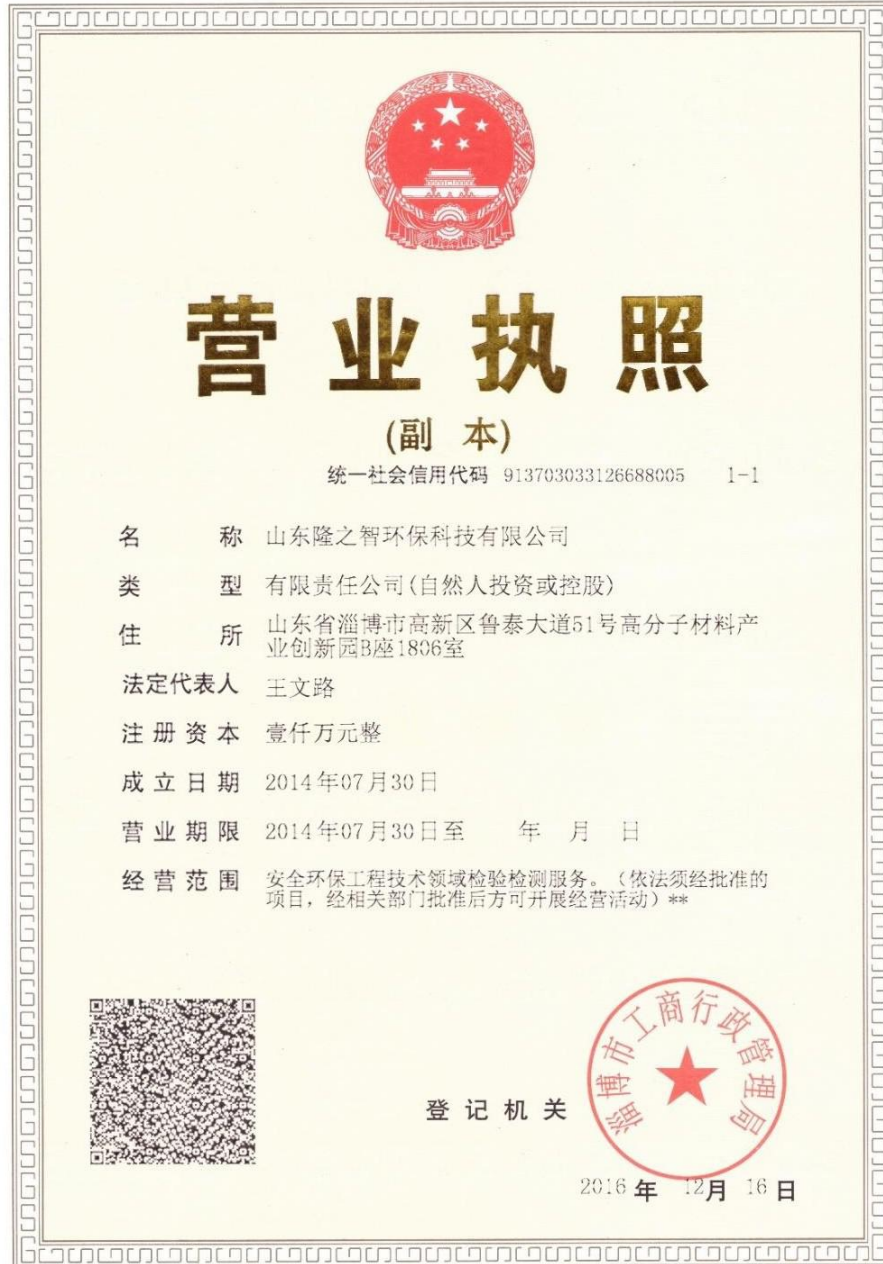 营业执照
(副 本)
统一社会信用代码 913703033126688005 1-1
名 称 山东隆之智环保科技有限公司
类 型 有限责任公司(自然人投资或控股)
住 所 山东省淄博市高新区鲁泰大道51号高分子材料产
业创新园B座1806室
法定代表人 王文路
注册资本 壹仟万元整
成立日期 2014年07月30日
营业期限 2014年07月30日至 年 月 日
经营范围 安全环保工程技术领域检验检测服务。（依法须经批准的
项目，经相关部门批准后方可开展经营活动）**
淄博市工商行政管理局
登记机关
2016 年 12月 16日